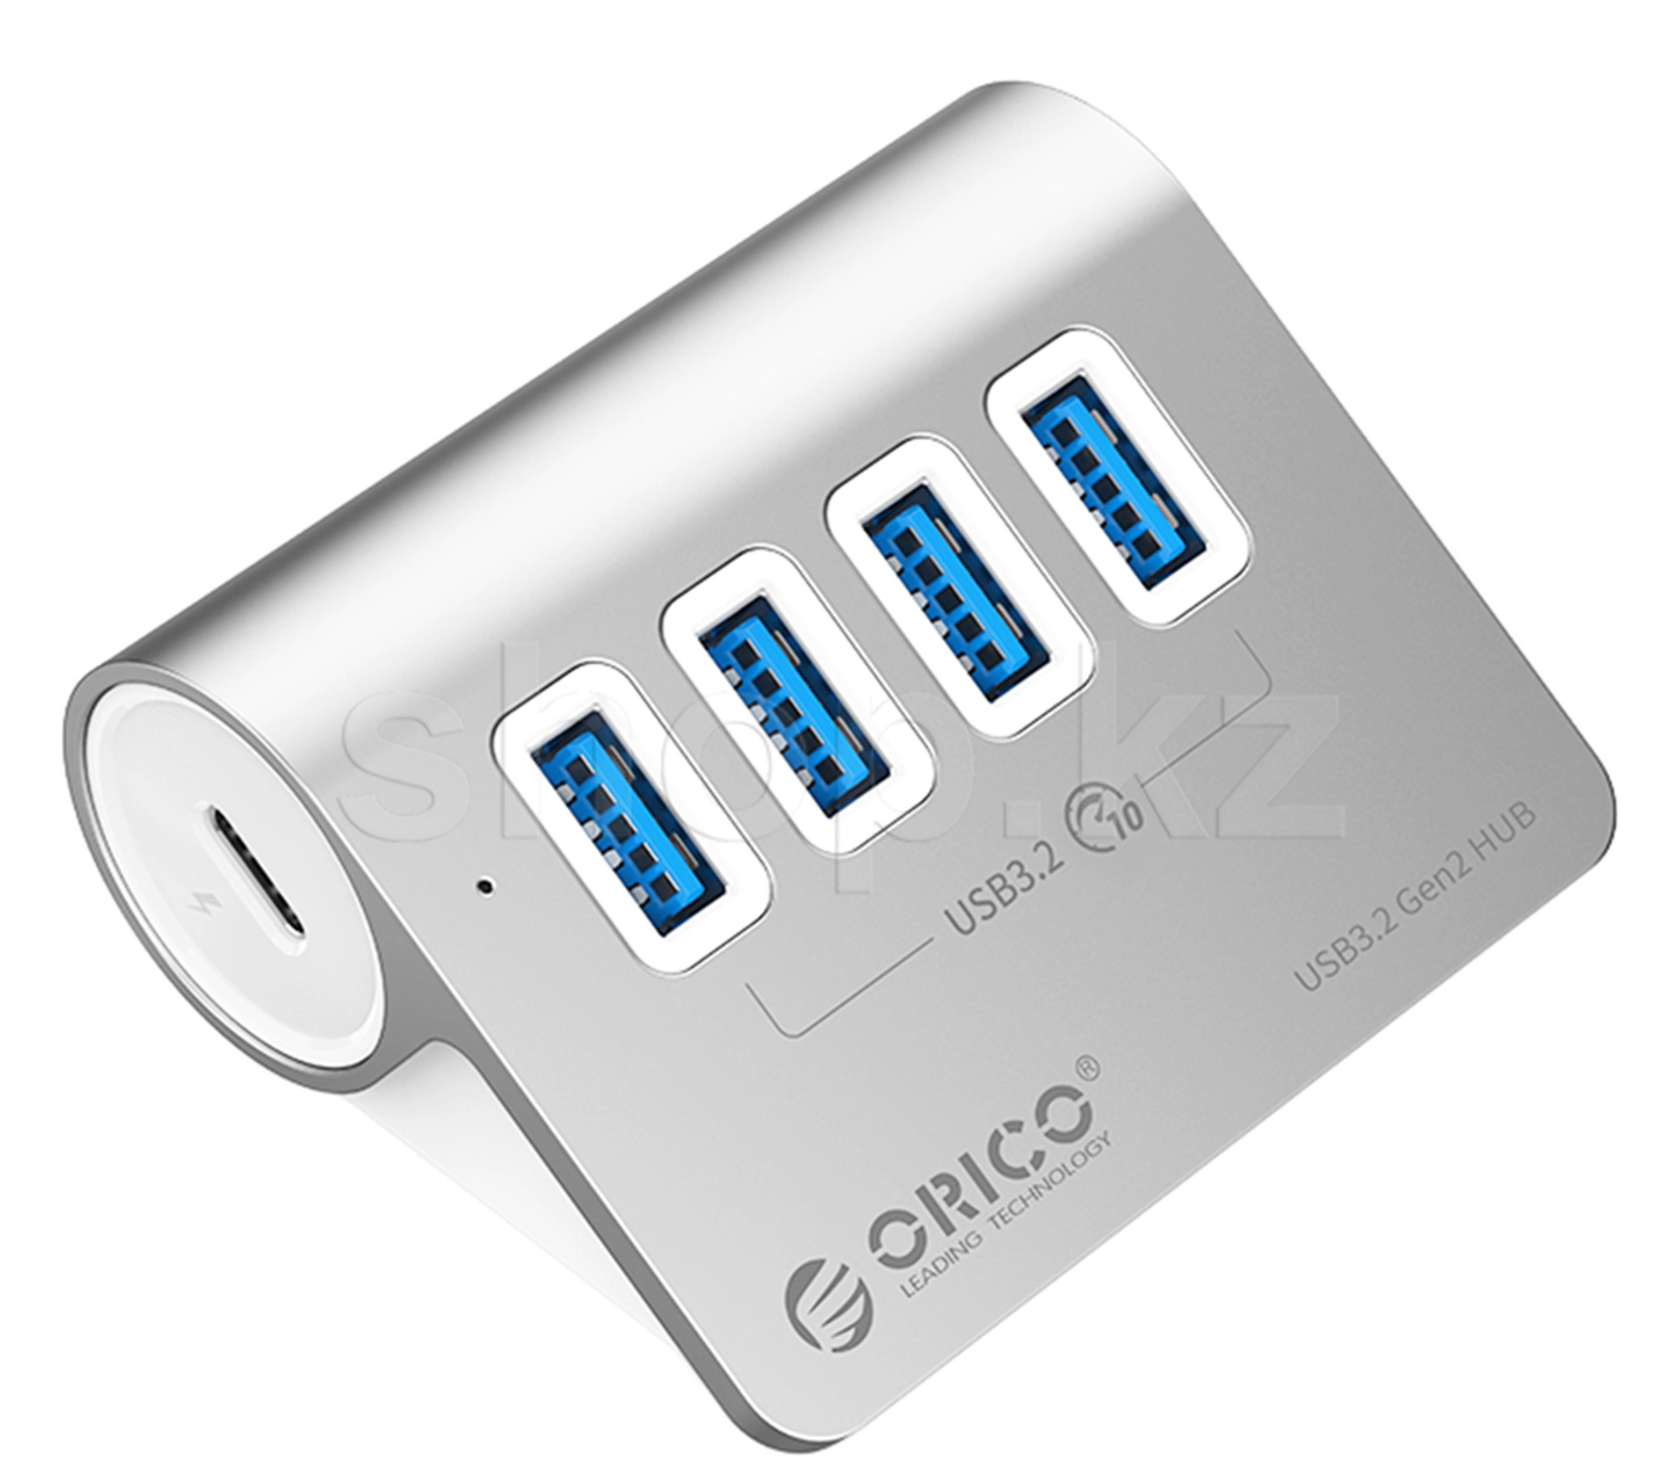 shop.kz
USB3.2 10
USB3.2 Gen2 HUB
ORICO®
LEADING TECHNOLOGY